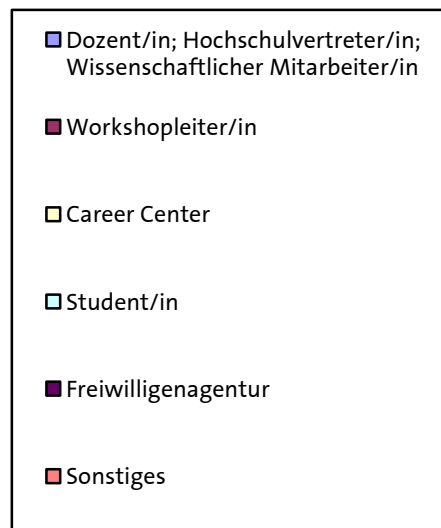 Dozent/in; Hochschulvertreter/in;
Wissenschaftlicher Mitarbeiter/in
Workshopleiter/in
Career Center
Student/in
Freiwilligenagentur
Sonstiges